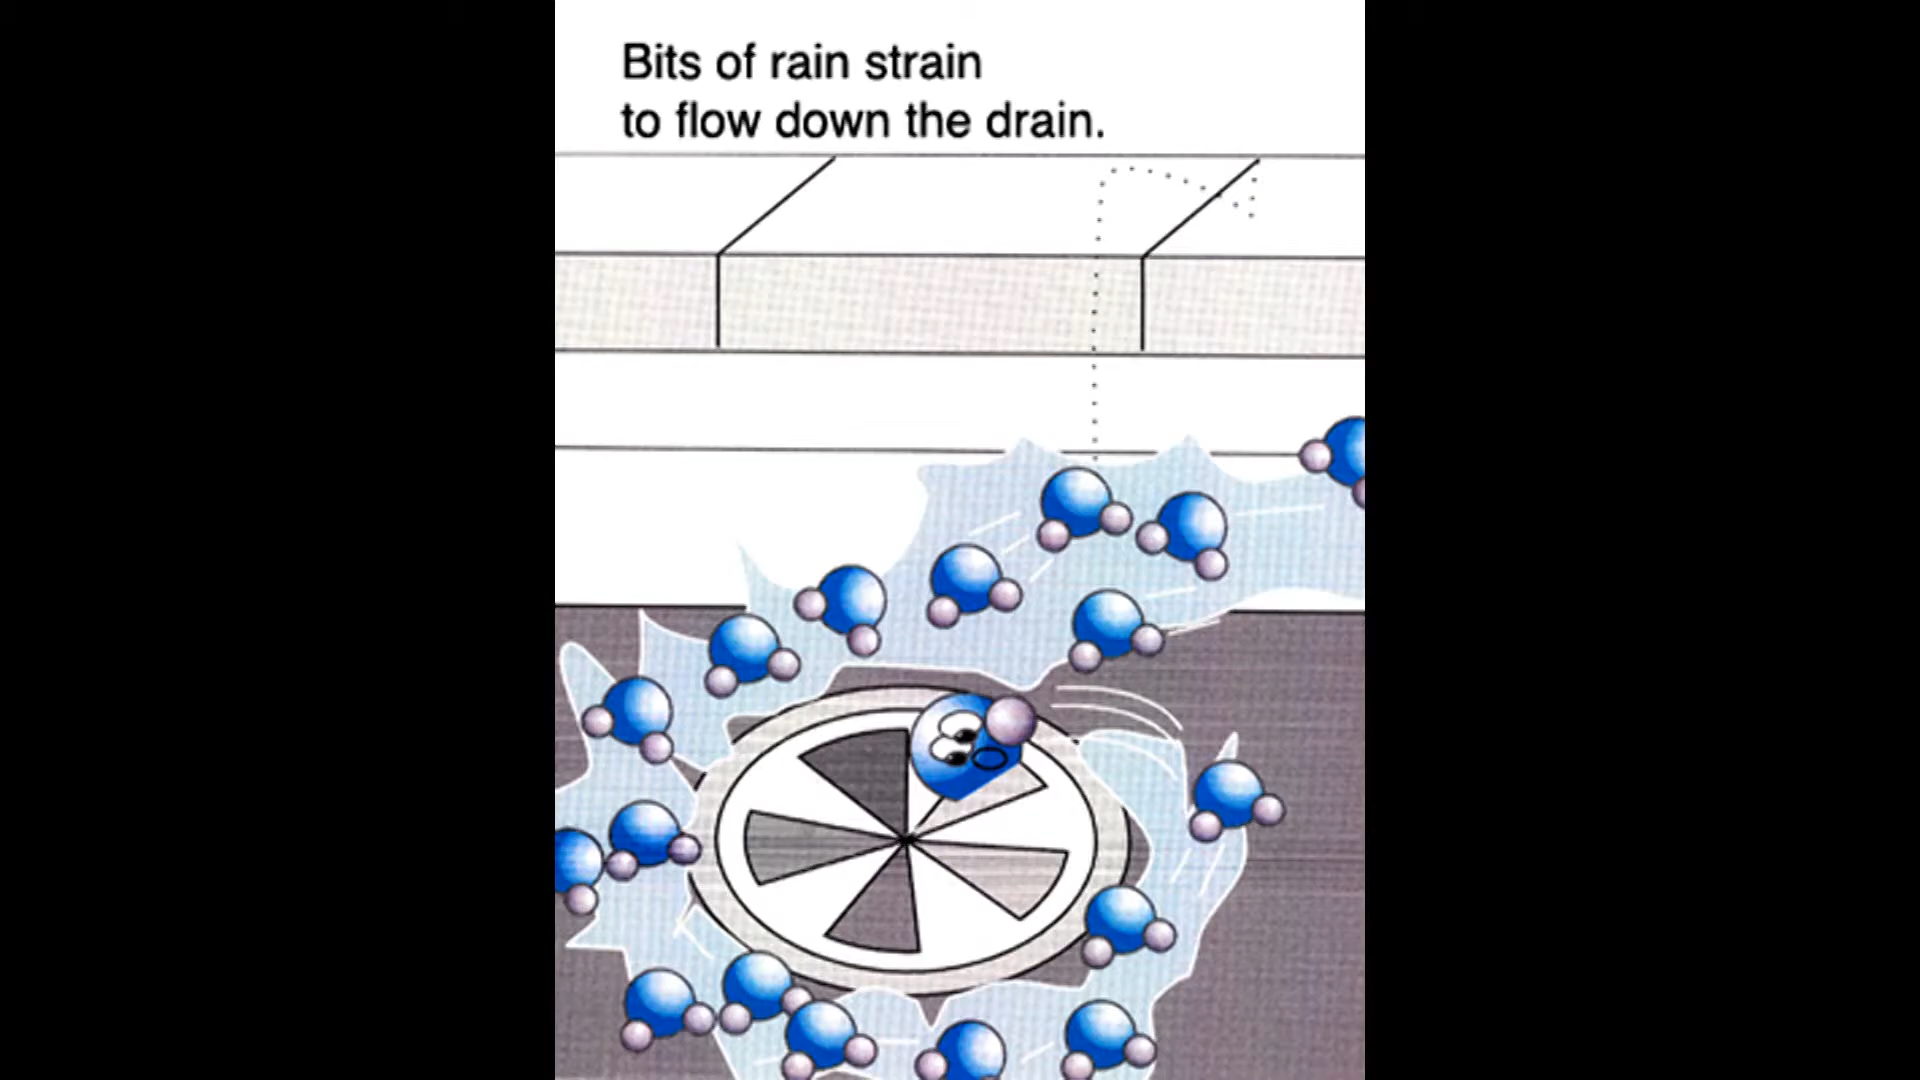 Bits of rain strain
to flow down the drain.